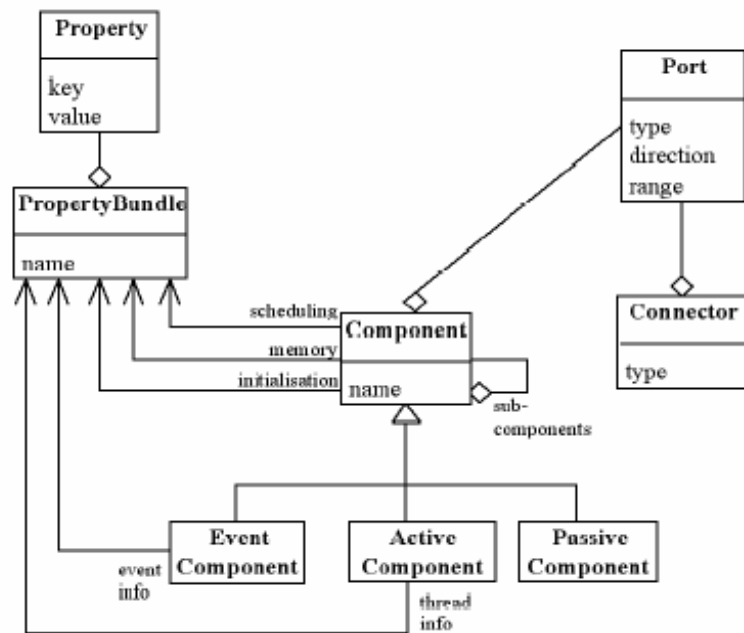 Property
key
value
Port
type
direction
range
PropertyBundle
name
scheduling
memory
initialisation
Component
name
sub-
components
Connector
type
Event
Component
Active
Component
Passive
Component
event
info
thread
info